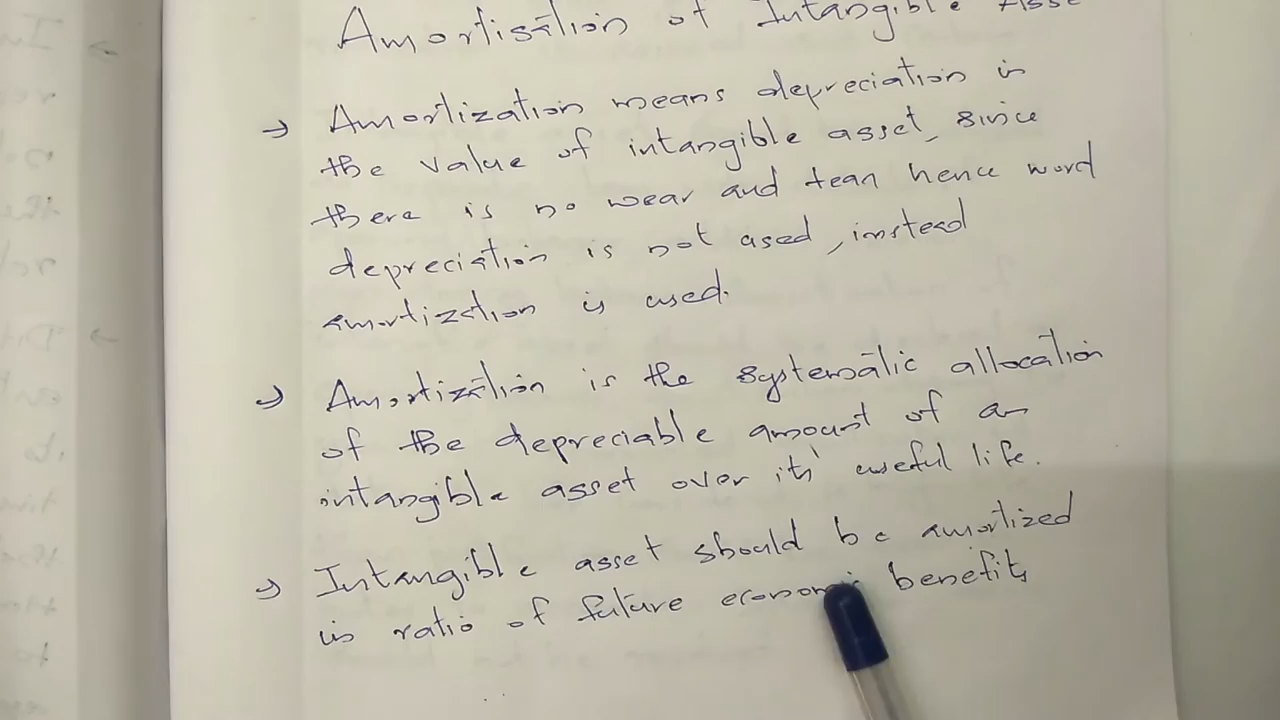 Amortisation of Intangible Asse
→ Amortization means depreciation in
the value of intangible asset, since
there is no wear and tear hence word
depreciation is not used, instead
amortization is used.
→ Amortization is the systematic allocation
of the depreciable amount of an
intangible asset over its' useful life.
→ Intangible asset should be amortized
in ratio of future economic benefits